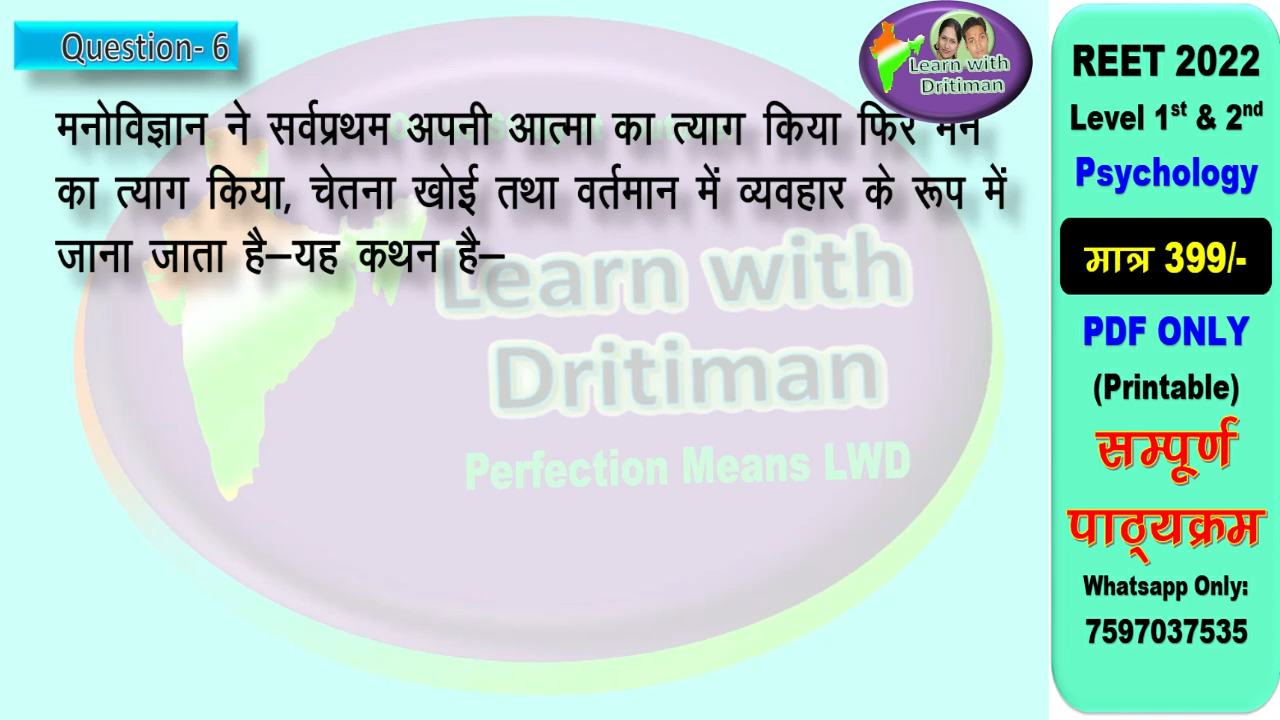 Question- 6
Learn with
Dritiman
मनोविज्ञान ने सर्वप्रथम अपनी आत्मा का त्याग किया फिर मन
का त्याग किया, चेतना खोई तथा वर्तमान में व्यवहार के रूप में
जाना जाता है–यह कथन है–
Learn with
Dritiman
Perfection Means LWD
REET 2022
Level 1st & 2nd
Psychology
मात्र 399/-
PDF ONLY
(Printable)
सम्पूर्ण
पाठ्यक्रम
Whatsapp Only:
7597037535